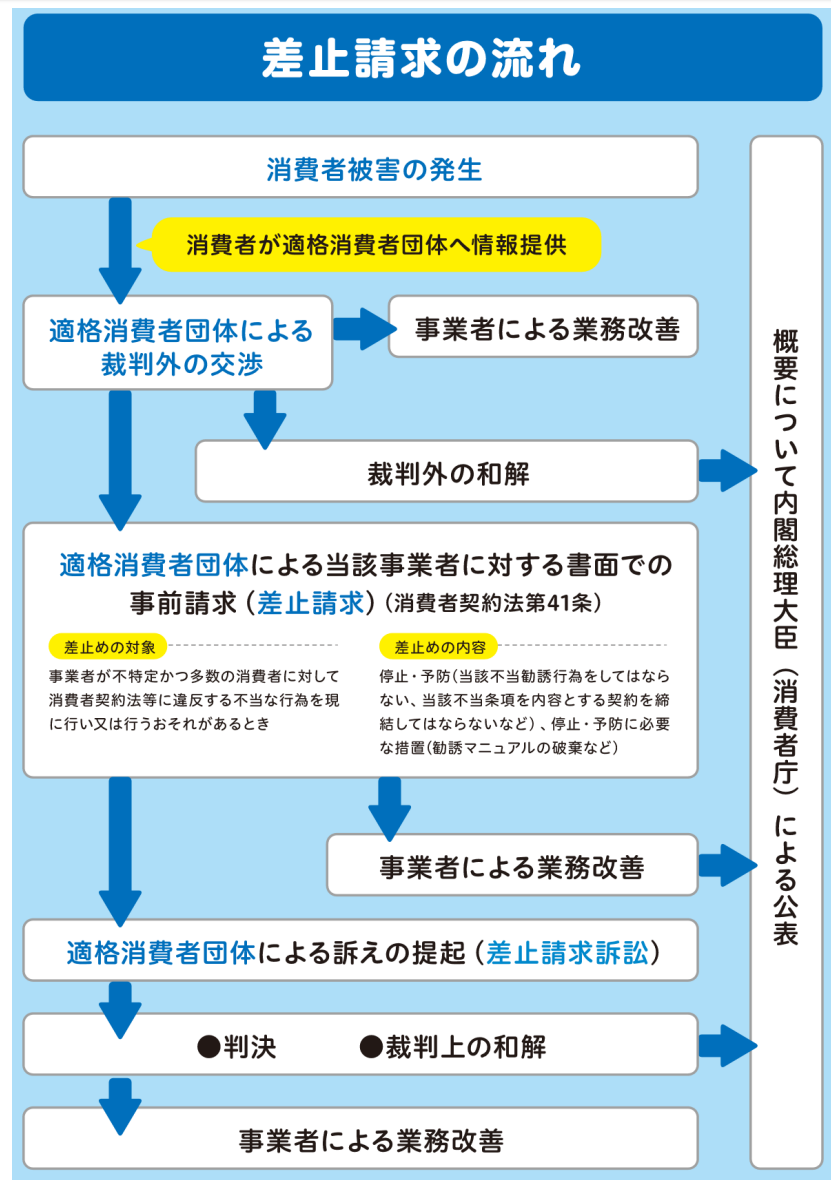 差止請求の流れ
消費者被害の発生
消費者が適格消費者団体へ情報提供
適格消費者団体による
裁判外の交渉
事業者による業務改善
裁判外の和解
適格消費者団体による当該事業者に対する書面での
事前請求（差止請求）（消費者契約法第41条）
差止めの対象
事業者が不特定かつ多数の消費者に対して
消費者契約法等に違反する不当な行為を現
に行い又は行うおそれがあるとき
差止めの内容
停止・予防（当該不当勧誘行為をしてはなら
ない、当該不当条項を内容とする契約を締
結してはならないなど）、停止・予防に必要
な措置（勧誘マニュアルの破棄など）
事業者による業務改善
適格消費者団体による訴えの提起（差止請求訴訟）
●判決　●裁判上の和解
事業者による業務改善
概要について内閣総理大臣（消費者庁）による公表